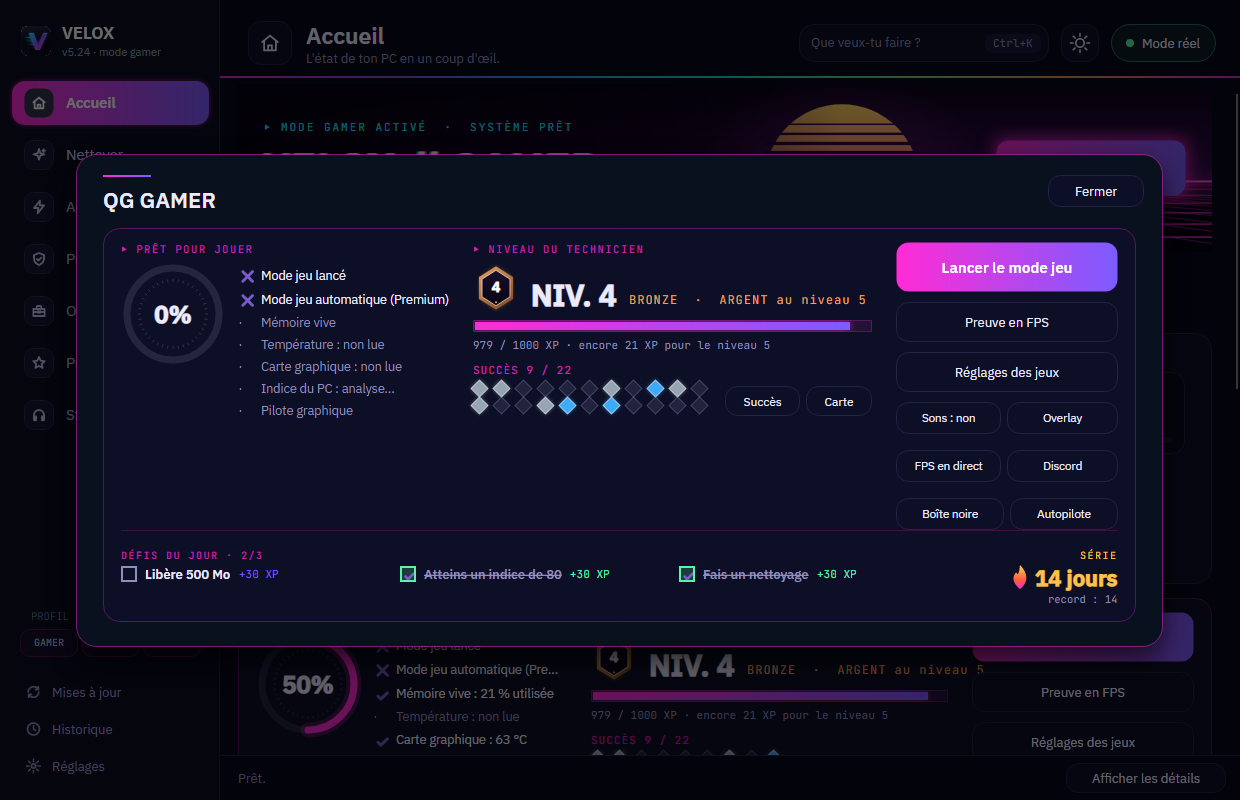 VELOX
v5.24 · mode gamer
Accueil
L'état de ton PC en un coup d'œil.
Que veux-tu faire ?
Ctrl+K
Mode réel
Accueil
MODE GAMER ACTIVÉ · SYSTÈME PRÊT
Nettoyer
QG GAMER
Fermer
PRÊT POUR JOUER
0%
Mode jeu lancé
Mode jeu automatique (Premium)
· Mémoire vive
· Température : non lue
· Carte graphique : non lue
· Indice du PC : analyse...
· Pilote graphique
NIVEAU DU TECHNICIEN
4
NIV. 4
BRONZE · ARGENT au niveau 5
979 / 1000 XP · encore 21 XP pour le niveau 5
SUCCÈS 9 / 22
Succès
Carte
Lancer le mode jeu
Preuve en FPS
Réglages des jeux
Sons : non
Overlay
FPS en direct
Discord
Boîte noire
Autopilote
DÉFIS DU JOUR · 2/3
Libère 500 Mo +30 XP
Atteins un indice de 80 +30 XP
Fais un nettoyage +30 XP
SÉRIE
14 jours
record : 14
PROFIL
GAMER
Mises à jour
Historique
Réglages
50%
Mode jeu lancé
Mode jeu automatique (Pre...
Mémoire vive : 21 % utilisée
· Température : non lue
Carte graphique : 63 °C
4
NIV. 4
BRONZE · ARGENT au niveau 5
979 / 1000 XP · encore 21 XP pour le niveau 5
SUCCÈS 9 / 22
Preuve en FPS
Réglages des jeux
Prêt.
Afficher les détails